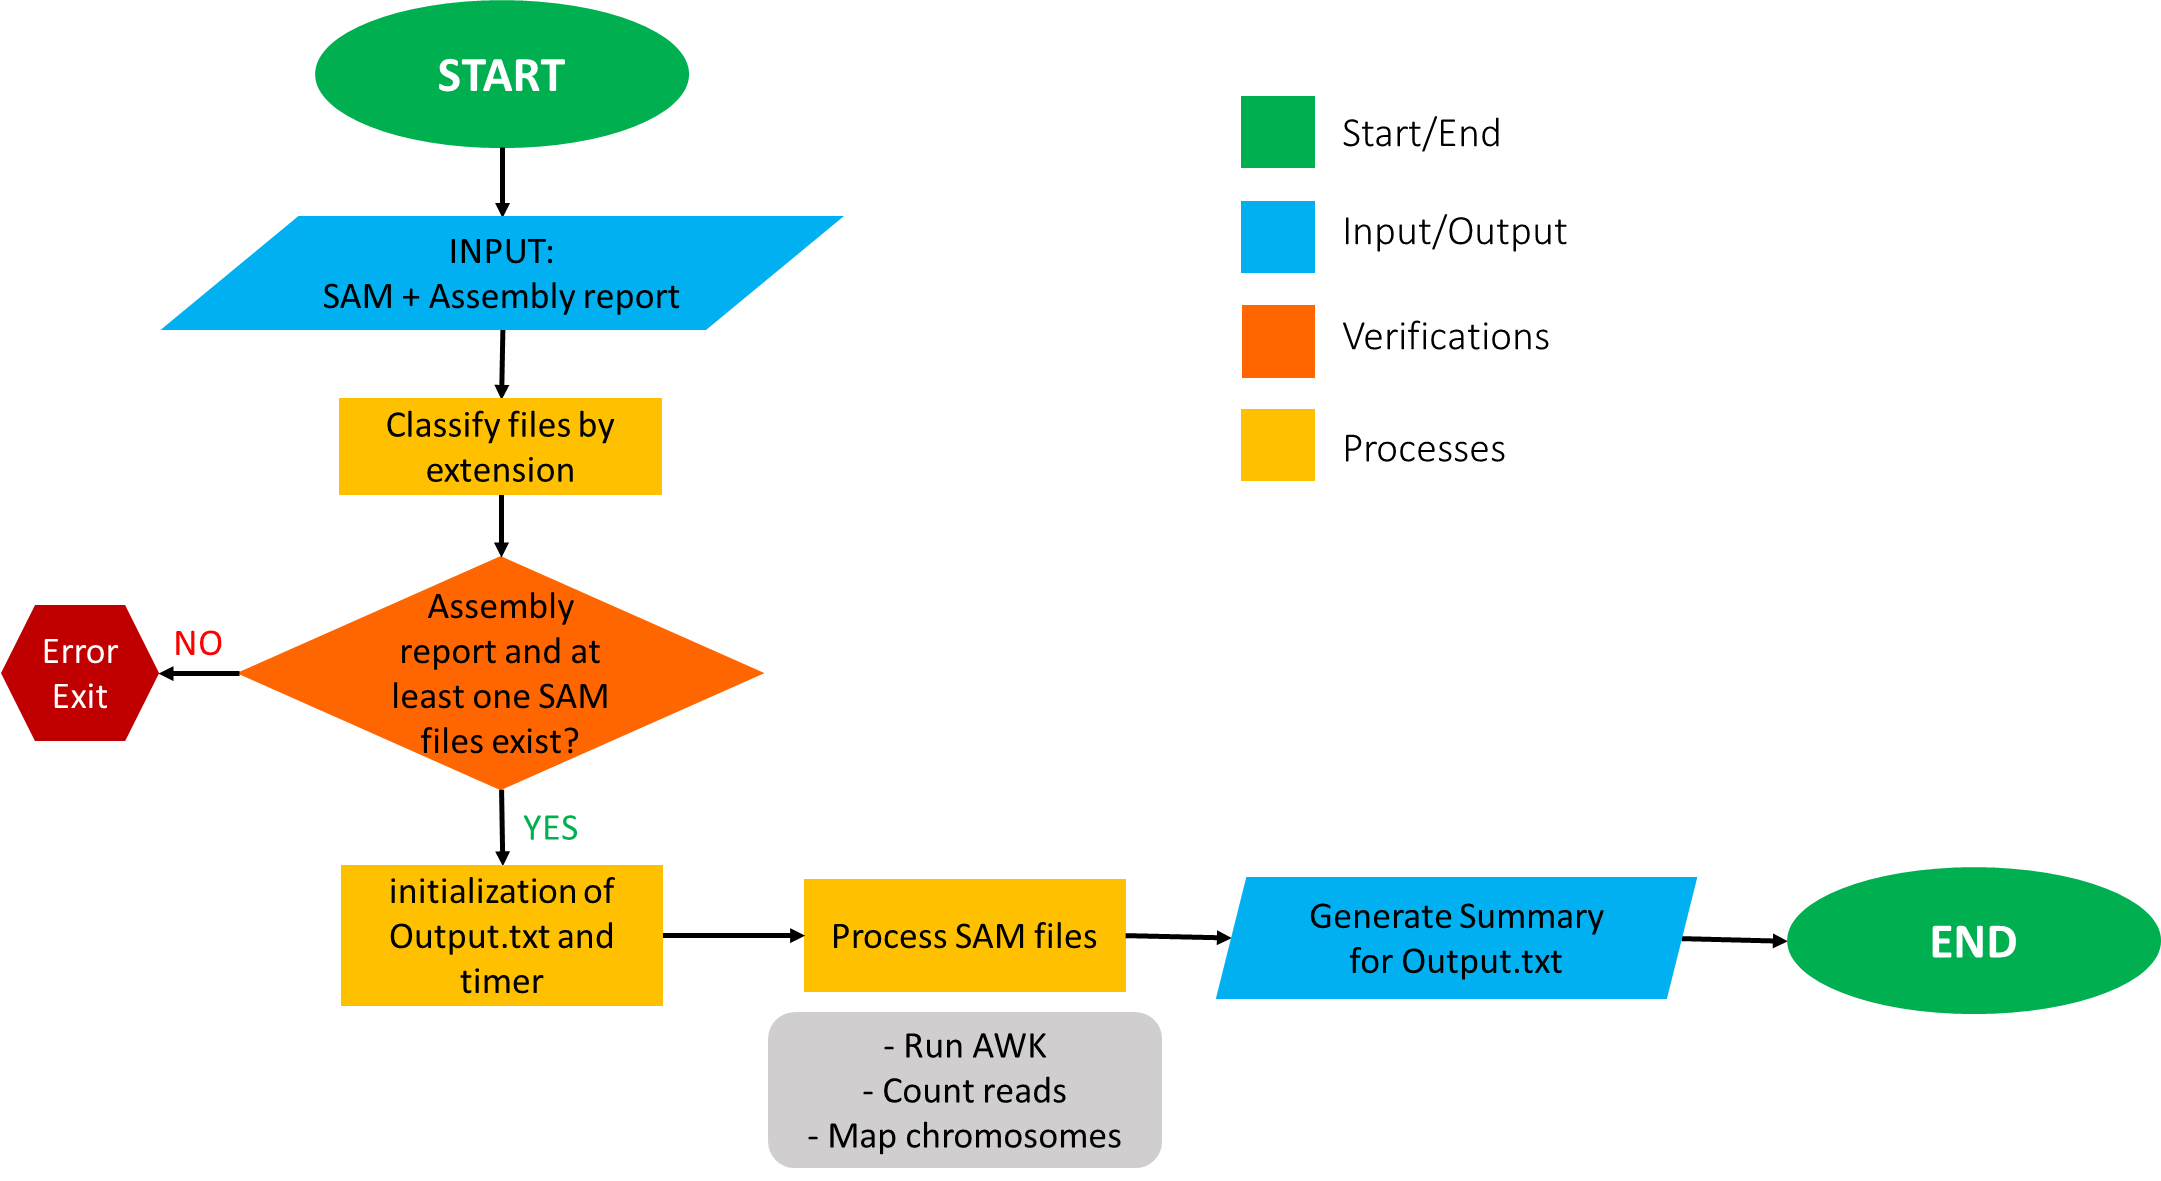 START
INPUT:
SAM + Assembly report
Classify files by
extension
Assembly
report and at
least one SAM
files exist?
NO
Error
Exit
YES
initialization of
Output.txt and
timer
Process SAM files
- Run AWK
- Count reads
- Map chromosomes
Generate Summary
for Output.txt
END
Start/End
Input/Output
Verifications
Processes